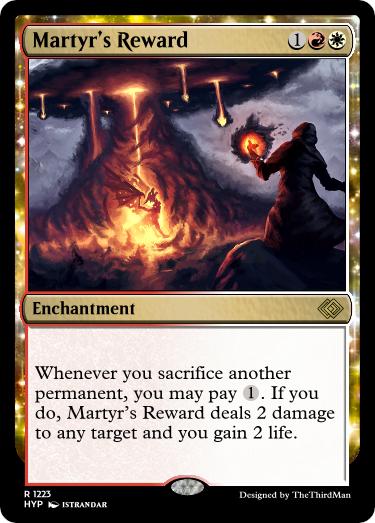 Martyr's Reward 1
Enchantment
Whenever you sacrifice another
permanent, you may pay 1. If you
do, Martyr's Reward deals 2 damage
to any target and you gain 2 life.
R 1223
HYP ISTRANDAR
Designed by TheThirdMan